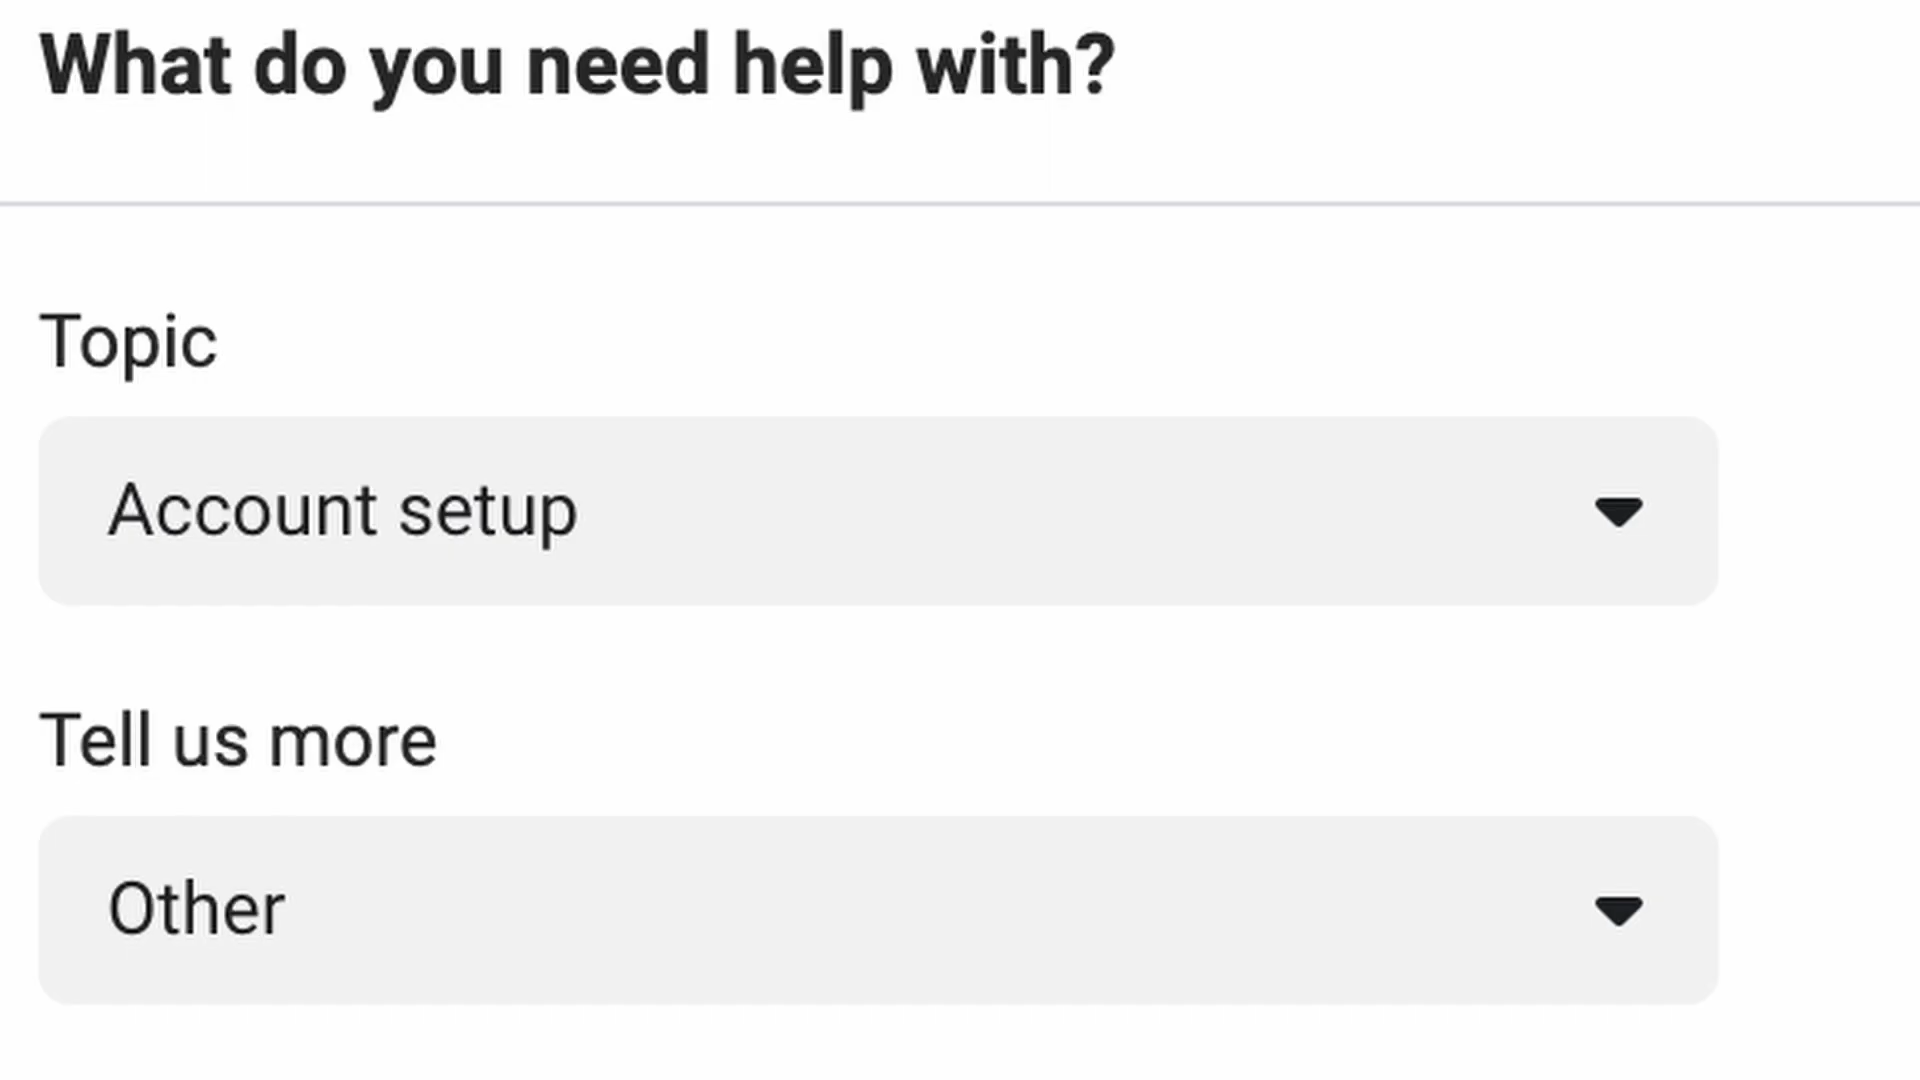 What do you need help with?
Topic
Account setup
Tell us more
Other